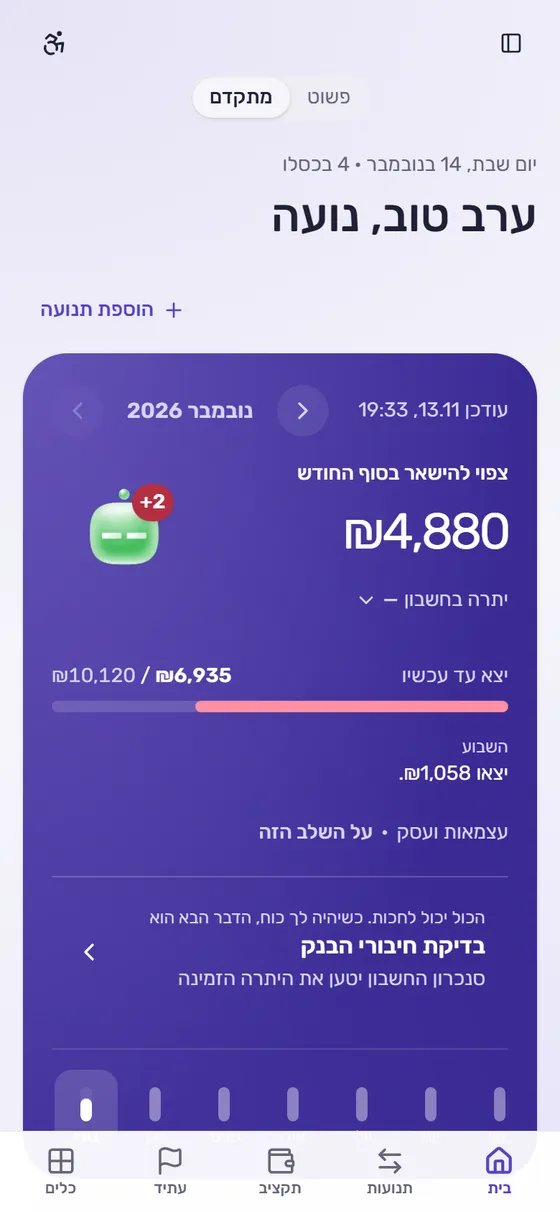 פשוט
מתקדם
יום שבת, 14 בנובמבר • 4 בכסלו
ערב טוב, נועה
+ הוספת תנועה
עודכן 13.11, 19:33
נובמבר 2026
צפוי להישאר בסוף החודש
₪4,880
+2
יתרה בחשבון —
יצא עד עכשיו
₪6,935 / ₪10,120
השבוע
יצאו ₪1,058.
עצמאות ועסק • על השלב הזה
הכול יכול לחכות. כשיהיה לך כוח, הדבר הבא הוא
בדיקת חיבורי הבנק
סנכרון החשבון יטען את היתרה הזמינה
בית
תנועות
תקציב
עתיד
כלים